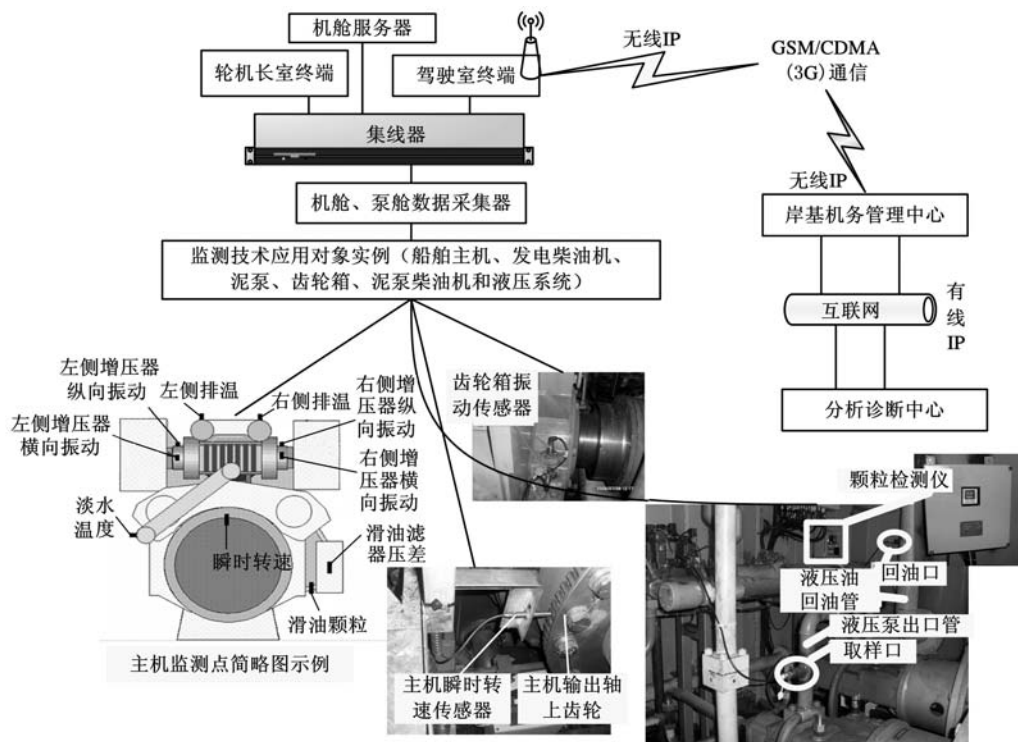 机舱服务器
轮机长室终端
驾驶室终端
无线IP
GSM/CDMA
(3G)通信
集线器
无线IP
机舱、泵舱数据采集器
岸基机务管理中心
监测技术应用对象实例（船舶主机、发电柴油机、
泥泵、齿轮箱、泥泵柴油机和液压系统）
互联网
有
线
IP
分析诊断中心
左侧增压器
纵向振动
左侧排温
右侧排温
右侧增
压器纵
向振动
左侧增压器
横向振动
右侧增
压器横
向振动
淡水
温度
瞬时转速
滑油滤
器压差
滑油颗粒
主机监测点简略图示例
齿轮箱振
动传感器
主机瞬时转
速传感器
主机输出轴
上齿轮
颗粒检测仪
液压油
回油管
回油口
液压泵出口管
取样口